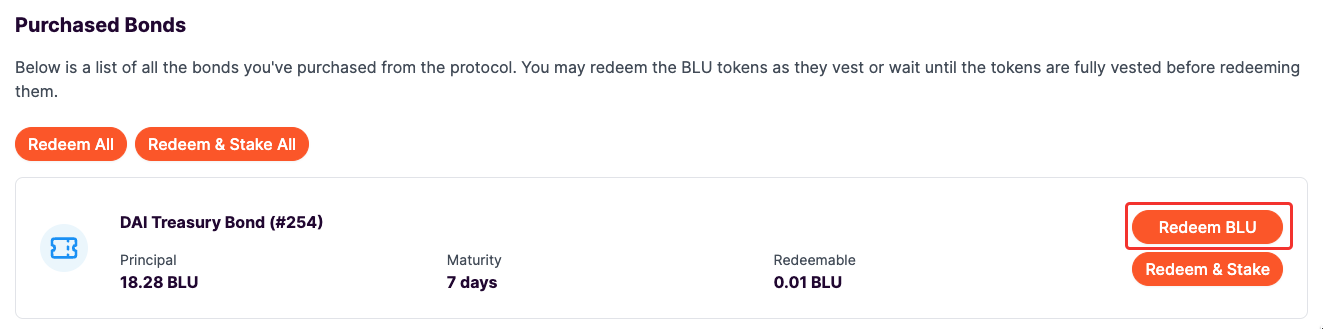 Purchased Bonds
Below is a list of all the bonds you've purchased from the protocol. You may redeem the BLU tokens as they vest or wait until the tokens are fully vested before redeeming
them.
Redeem All
Redeem & Stake All
DAI Treasury Bond (#254)
Redeem BLU
Principal
Maturity
Redeemable
18.28 BLU
7 days
0.01 BLU
Redeem & Stake